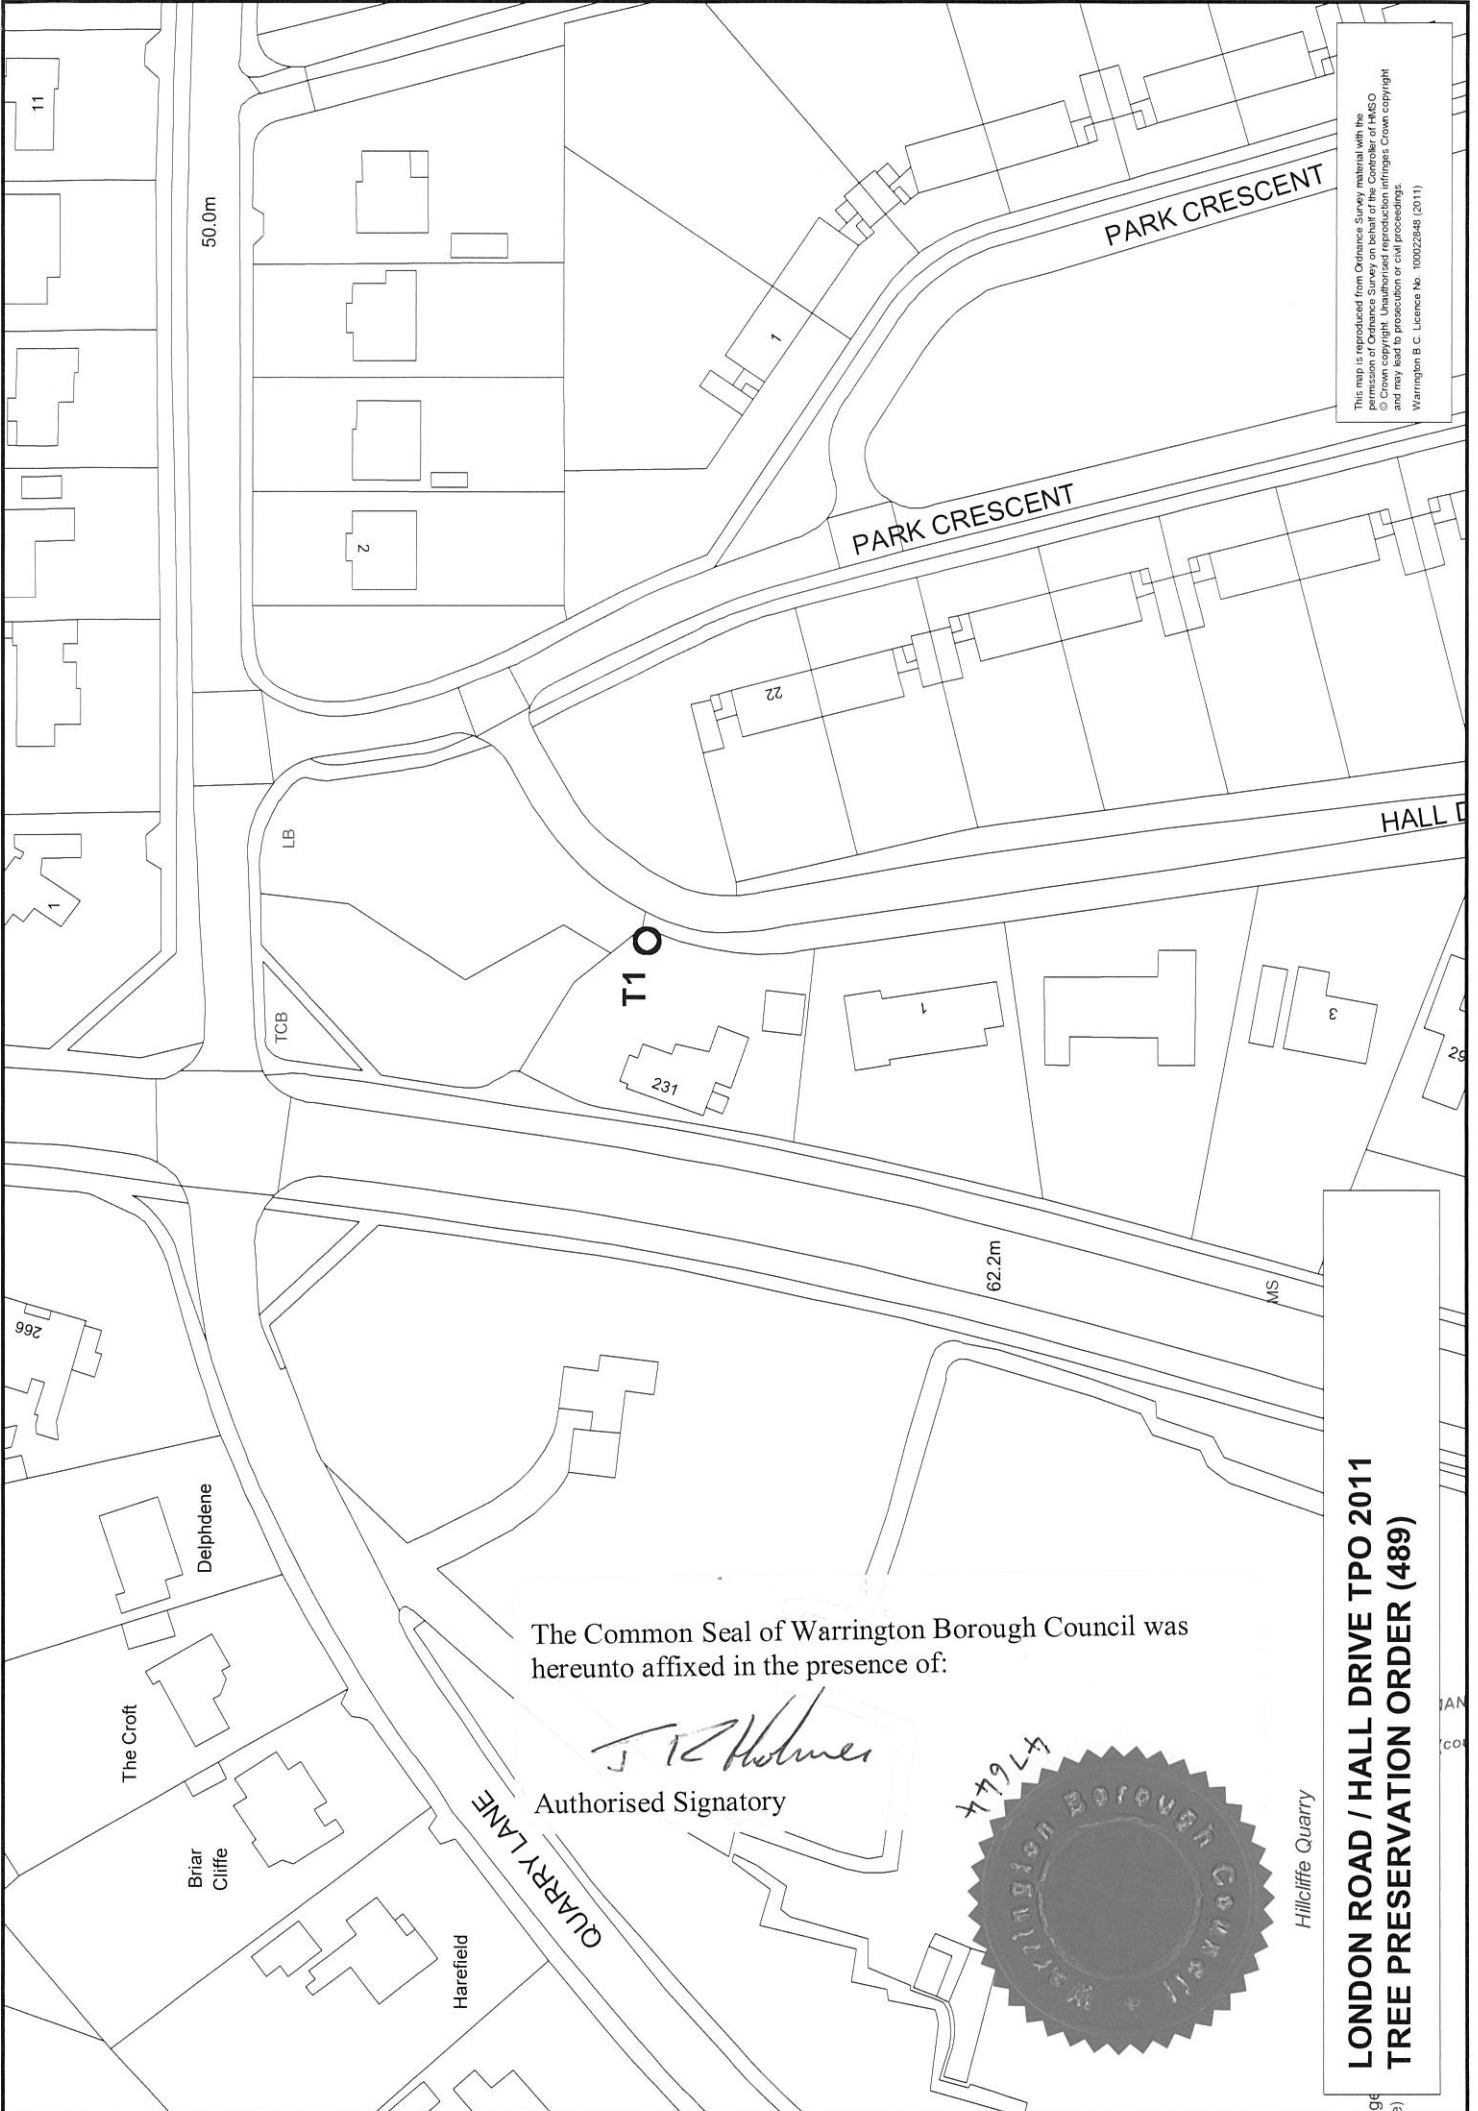 11
50.0m
2
1
PARK CRESCENT
PARK CRESCENT
This map is reproduced from Ordnance Survey material with the
permission of Ordnance Survey on behalf of the Controller of HMSO
© Crown copyright. Unauthorised reproduction infringes Crown copyright
and may lead to prosecution or civil proceedings.
Warrington B.C. Licence No. 100022848 (2011)
22
LB
1
HALL D
T1
TCB
231
1
3
29
62.2m
MS
266
Delphdene
The Croft
Briar
Cliffe
Harefield
QUARRY LANE
The Common Seal of Warrington Borough Council was
hereunto affixed in the presence of:
J R Holmes
Authorised Signatory
47644
Warrington Borough Council
Hillcliffe Quarry
LONDON ROAD / HALL DRIVE TPO 2011
TREE PRESERVATION ORDER (489)